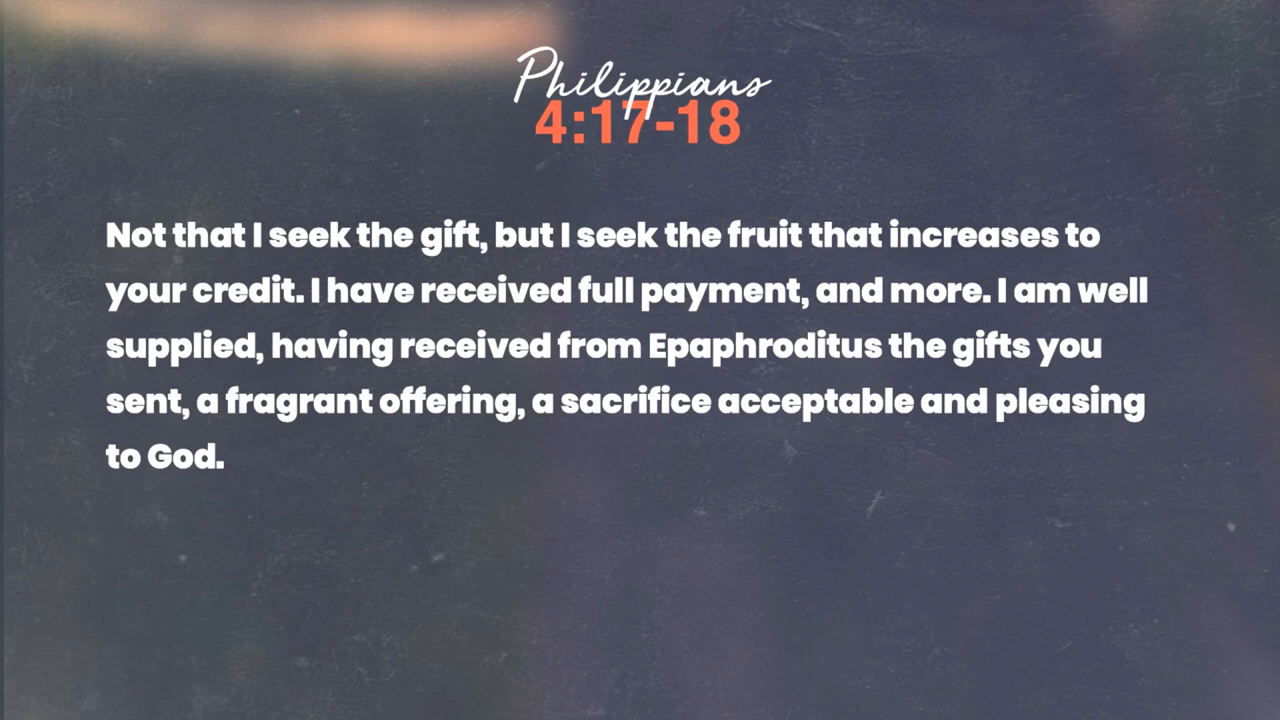 Philippians
4:17-18
Not that I seek the gift, but I seek the fruit that increases to
your credit. I have received full payment, and more. I am well
supplied, having received from Epaphroditus the gifts you
sent, a fragrant offering, a sacrifice acceptable and pleasing
to God.